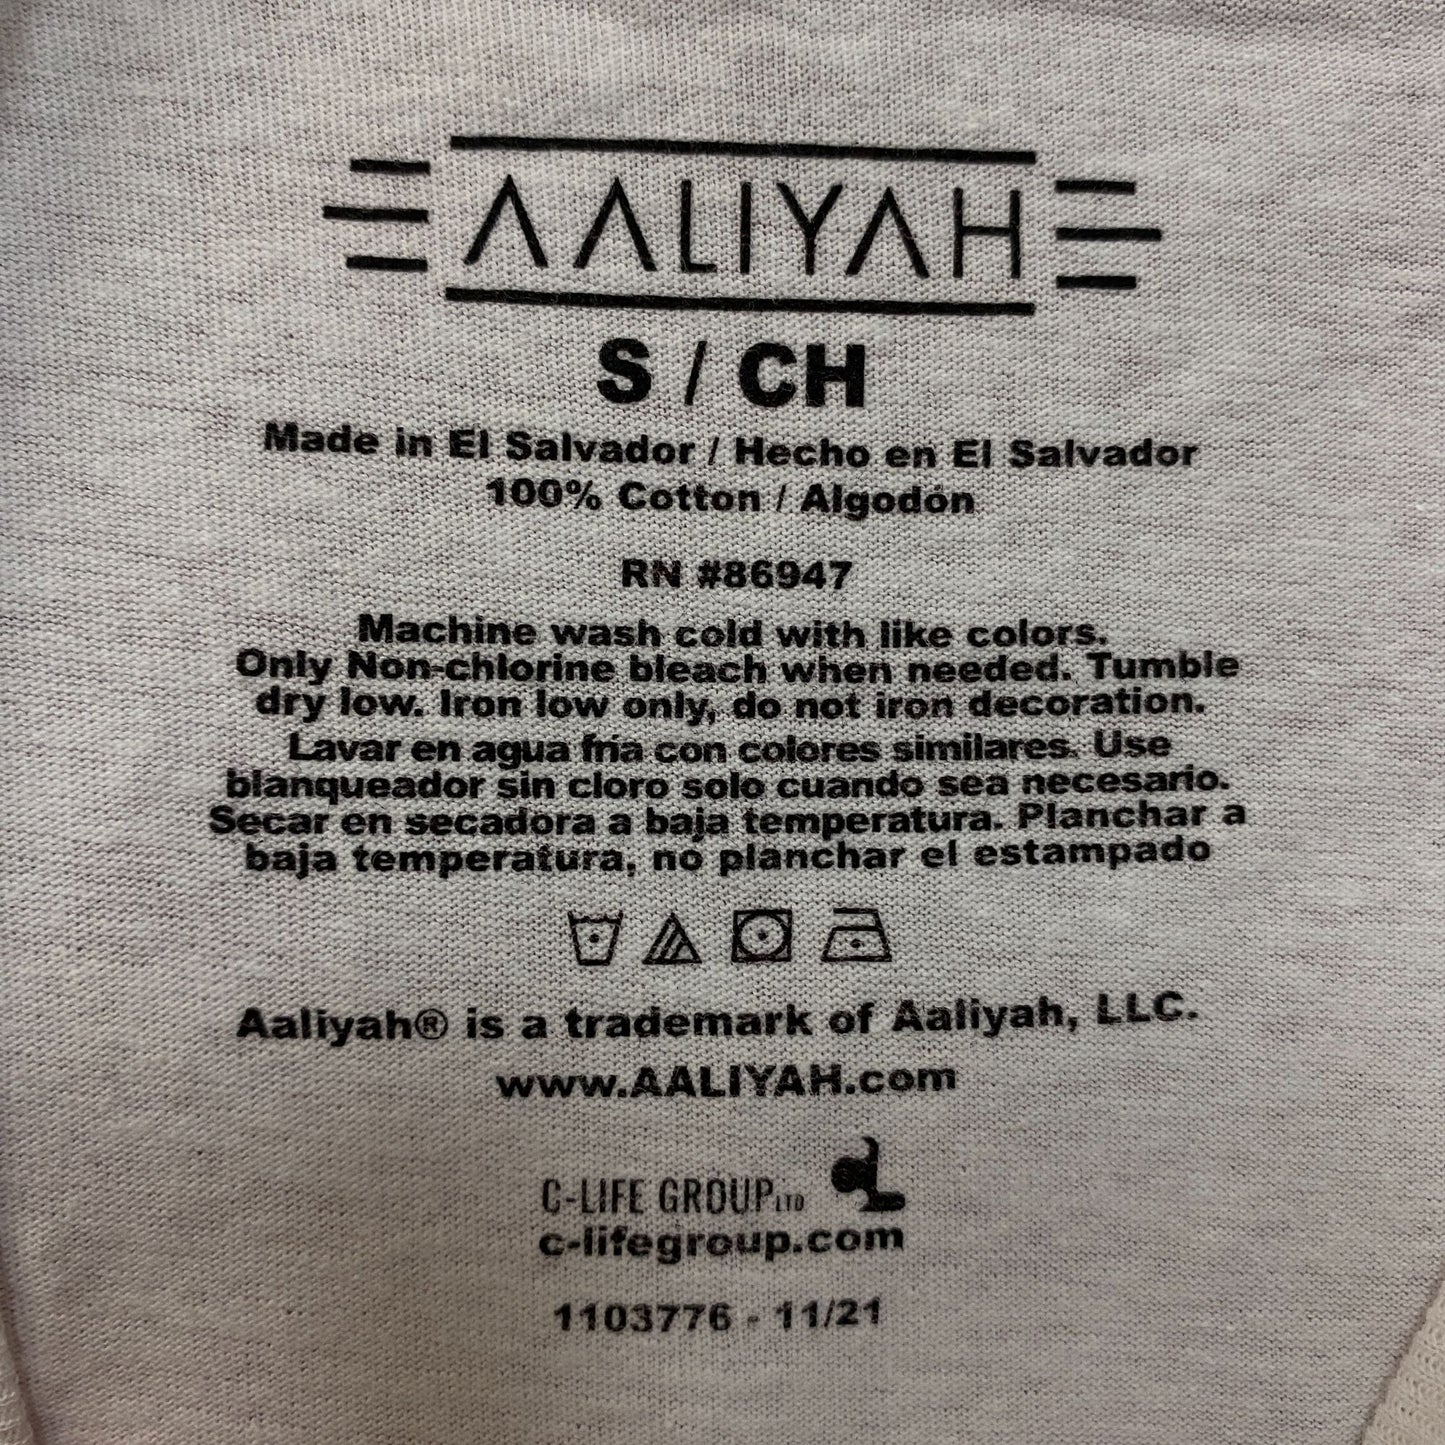 AALIYAH
S / CH
Made in El Salvador / Hecho en El Salvador
100% Cotton / Algodón
RN #86947
Machine wash cold with like colors.
Only Non-chlorine bleach when needed. Tumble
dry low. Iron low only, do not iron decoration.
Lavar en agua fria con colores similares. Use
blanqueador sin cloro solo cuando sea necesario.
Secar en secadora a baja temperatura. Planchar a
baja temperatura, no planchar el estampado
Aaliyah® is a trademark of Aaliyah, LLC.
www.AALIYAH.com
C-LIFE GROUP LTD
c-lifegroup.com
1103776 - 11/21